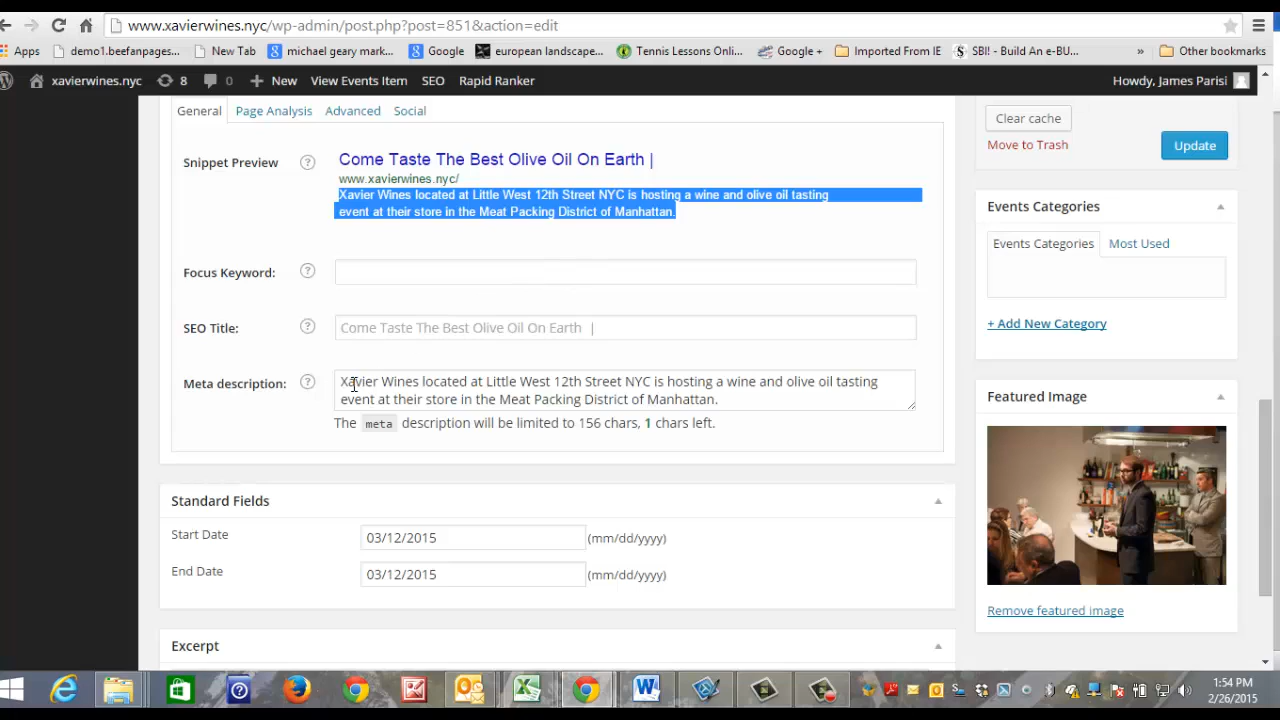 www.xavierwines.nyc/wp-admin/post.php?post=851&action=edit
Apps demo1.beefanpages... New Tab michael geary mark... Google european landscape... Tennis Lessons Onli... Google + Imported From IE SBI! - Build An e-BU... » Other bookmarks
xavierwines.nyc 8 0 + New View Events Item SEO Rapid Ranker Howdy, James Parisi
General Page Analysis Advanced Social
Clear cache
Move to Trash Update
Snippet Preview ? Come Taste The Best Olive Oil On Earth |
www.xavierwines.nyc/
Xavier Wines located at Little West 12th Street NYC is hosting a wine and olive oil tasting
event at their store in the Meat Packing District of Manhattan.
Events Categories
Events Categories Most Used
+ Add New Category
Focus Keyword: ?
SEO Title: ? Come Taste The Best Olive Oil On Earth |
Meta description: ? Xavier Wines located at Little West 12th Street NYC is hosting a wine and olive oil tasting
event at their store in the Meat Packing District of Manhattan.
The meta description will be limited to 156 chars, 1 chars left.
Featured Image
Remove featured image
Standard Fields
Start Date 03/12/2015 (mm/dd/yyyy)
End Date 03/12/2015 (mm/dd/yyyy)
Excerpt
1:54 PM
2/26/2015